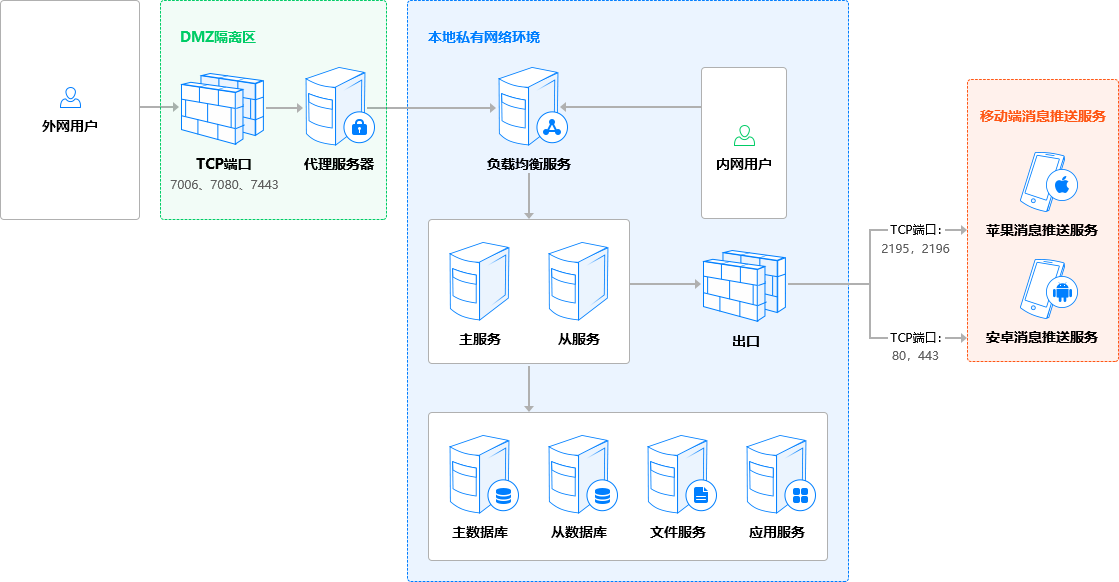 外网用户
DMZ隔离区
TCP端口
7006、7080、7443
代理服务器
本地私有网络环境
负载均衡服务
内网用户
主服务
从服务
出口
主数据库
从数据库
文件服务
应用服务
TCP端口:
2195，2196
TCP端口:
80，443
移动端消息推送服务
苹果消息推送服务
安卓消息推送服务